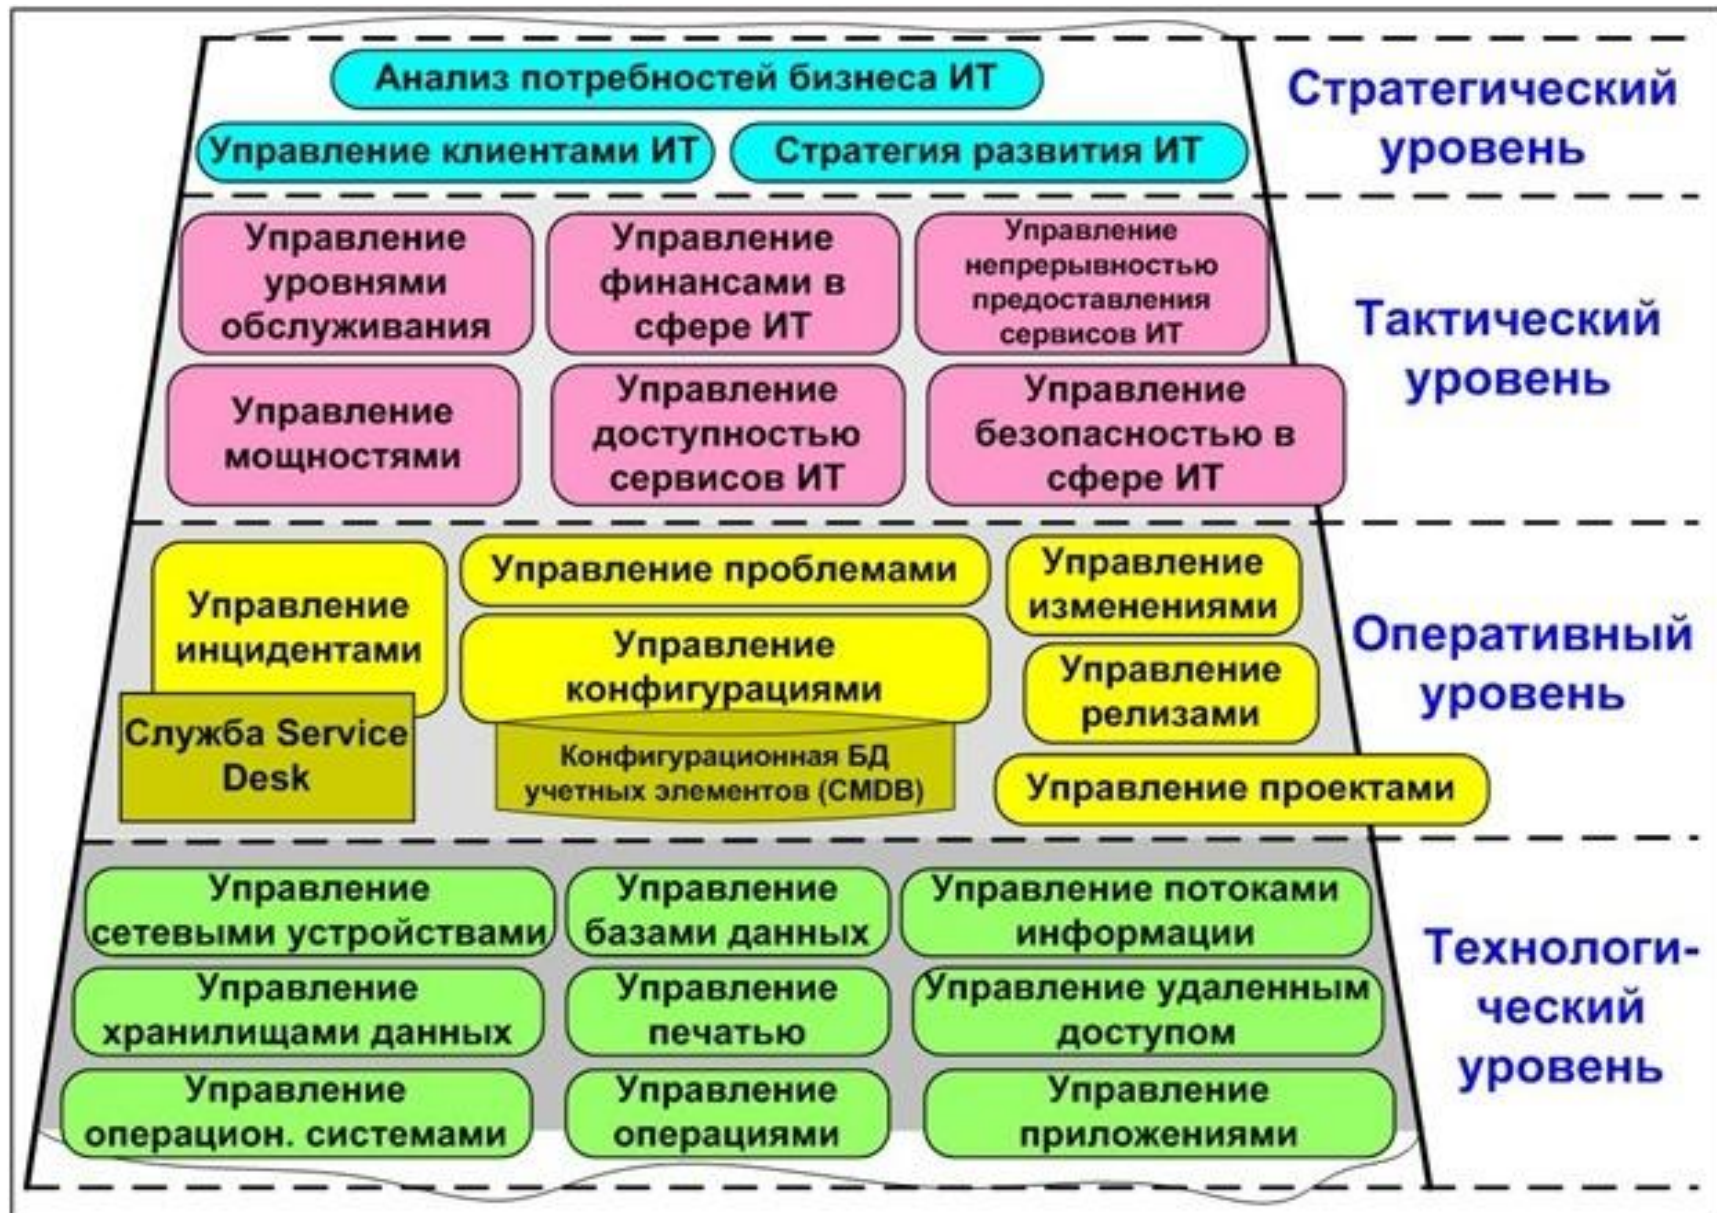 Анализ потребностей бизнеса ИТ
Управление клиентами ИТ
Стратегия развития ИТ
Стратегический
уровень
Управление
уровнями
обслуживания
Управление
финансами в
сфере ИТ
Управление
непрерывностью
предоставления
сервисов ИТ
Управление
мощностями
Управление
доступностью
сервисов ИТ
Управление
безопасностью в
сфере ИТ
Тактический
уровень
Управление
инцидентами
Служба Service
Desk
Управление проблемами
Управление
конфигурациями
Конфигурационная БД
учетных элементов (CMDB)
Управление
изменениями
Управление
релизами
Управление проектами
Оперативный
уровень
Управление
сетевыми устройствами
Управление
базами данных
Управление потоками
информации
Управление
хранилищами данных
Управление
печатью
Управление удаленным
доступом
Управление
операцион. системами
Управление
операциями
Управление
приложениями
Технологи-
ческий
уровень